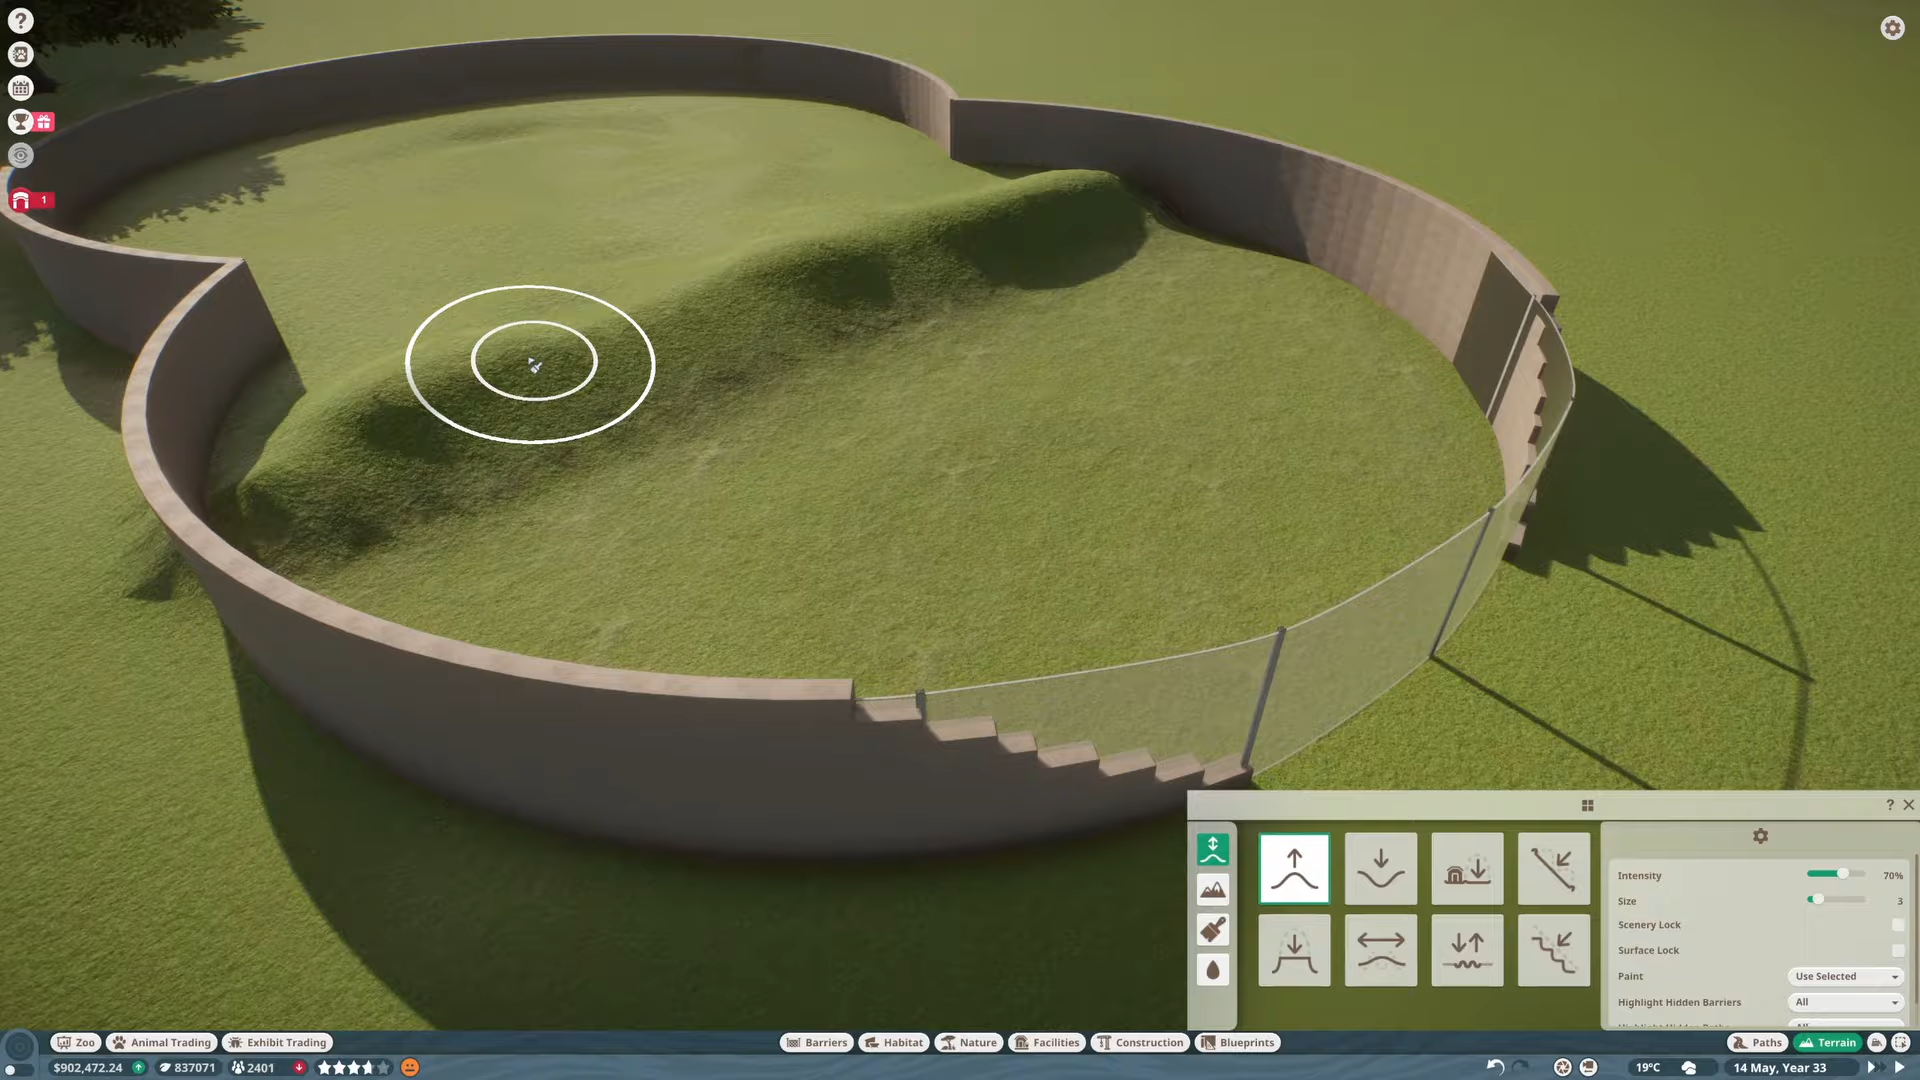 ?
1
? ×
Intensity 70%
Size 3
Scenery Lock
Surface Lock
Paint Use Selected
Highlight Hidden Barriers All
Zoo Animal Trading Exhibit Trading Barriers Habitat Nature Facilities Construction Blueprints Paths Terrain
$902,472.24 837071 2401 19°C 14 May, Year 33